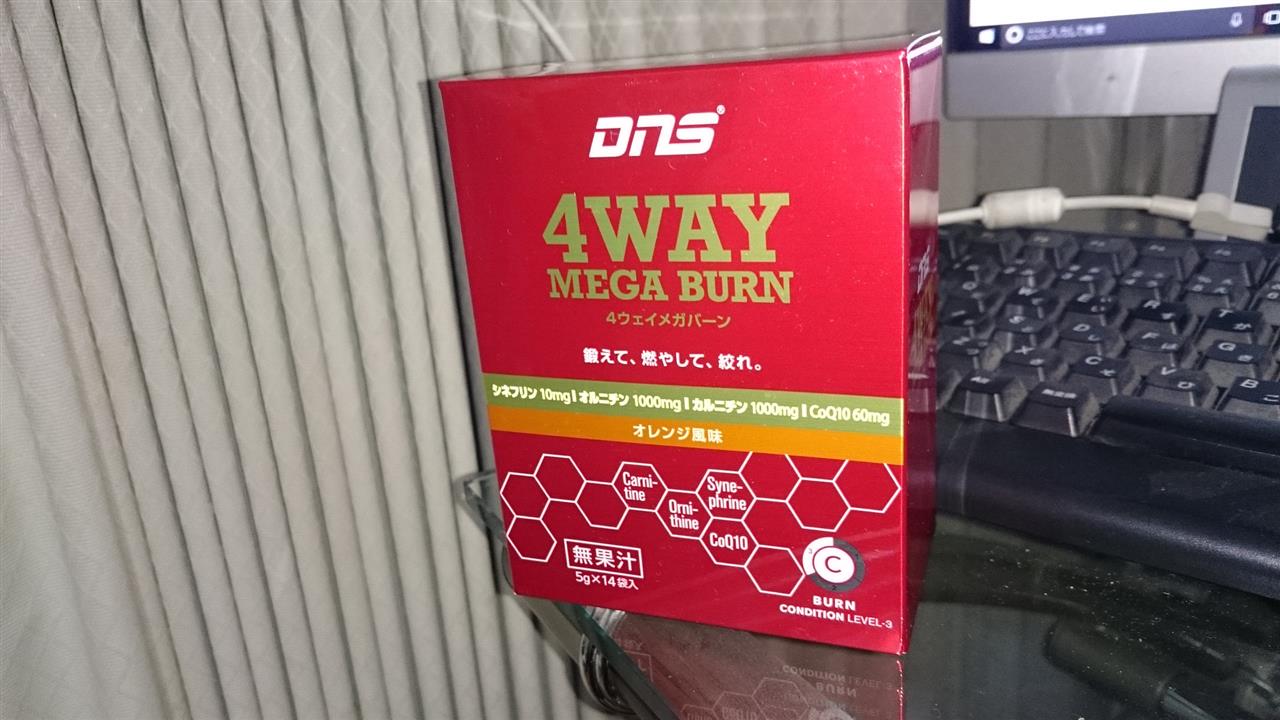 DNS®
4WAY
MEGA BURN
4ウェイメガバーン
鍛えて、燃やして、絞れ。
シネフリン 10mg | オルニチン 1000mg | カルニチン 1000mg | CoQ10 60mg
オレンジ風味
Carni-
tine
Orni-
thine
Syne-
phrine
CoQ10
無果汁
5g×14袋入
C
BURN
CONDITION LEVEL-3